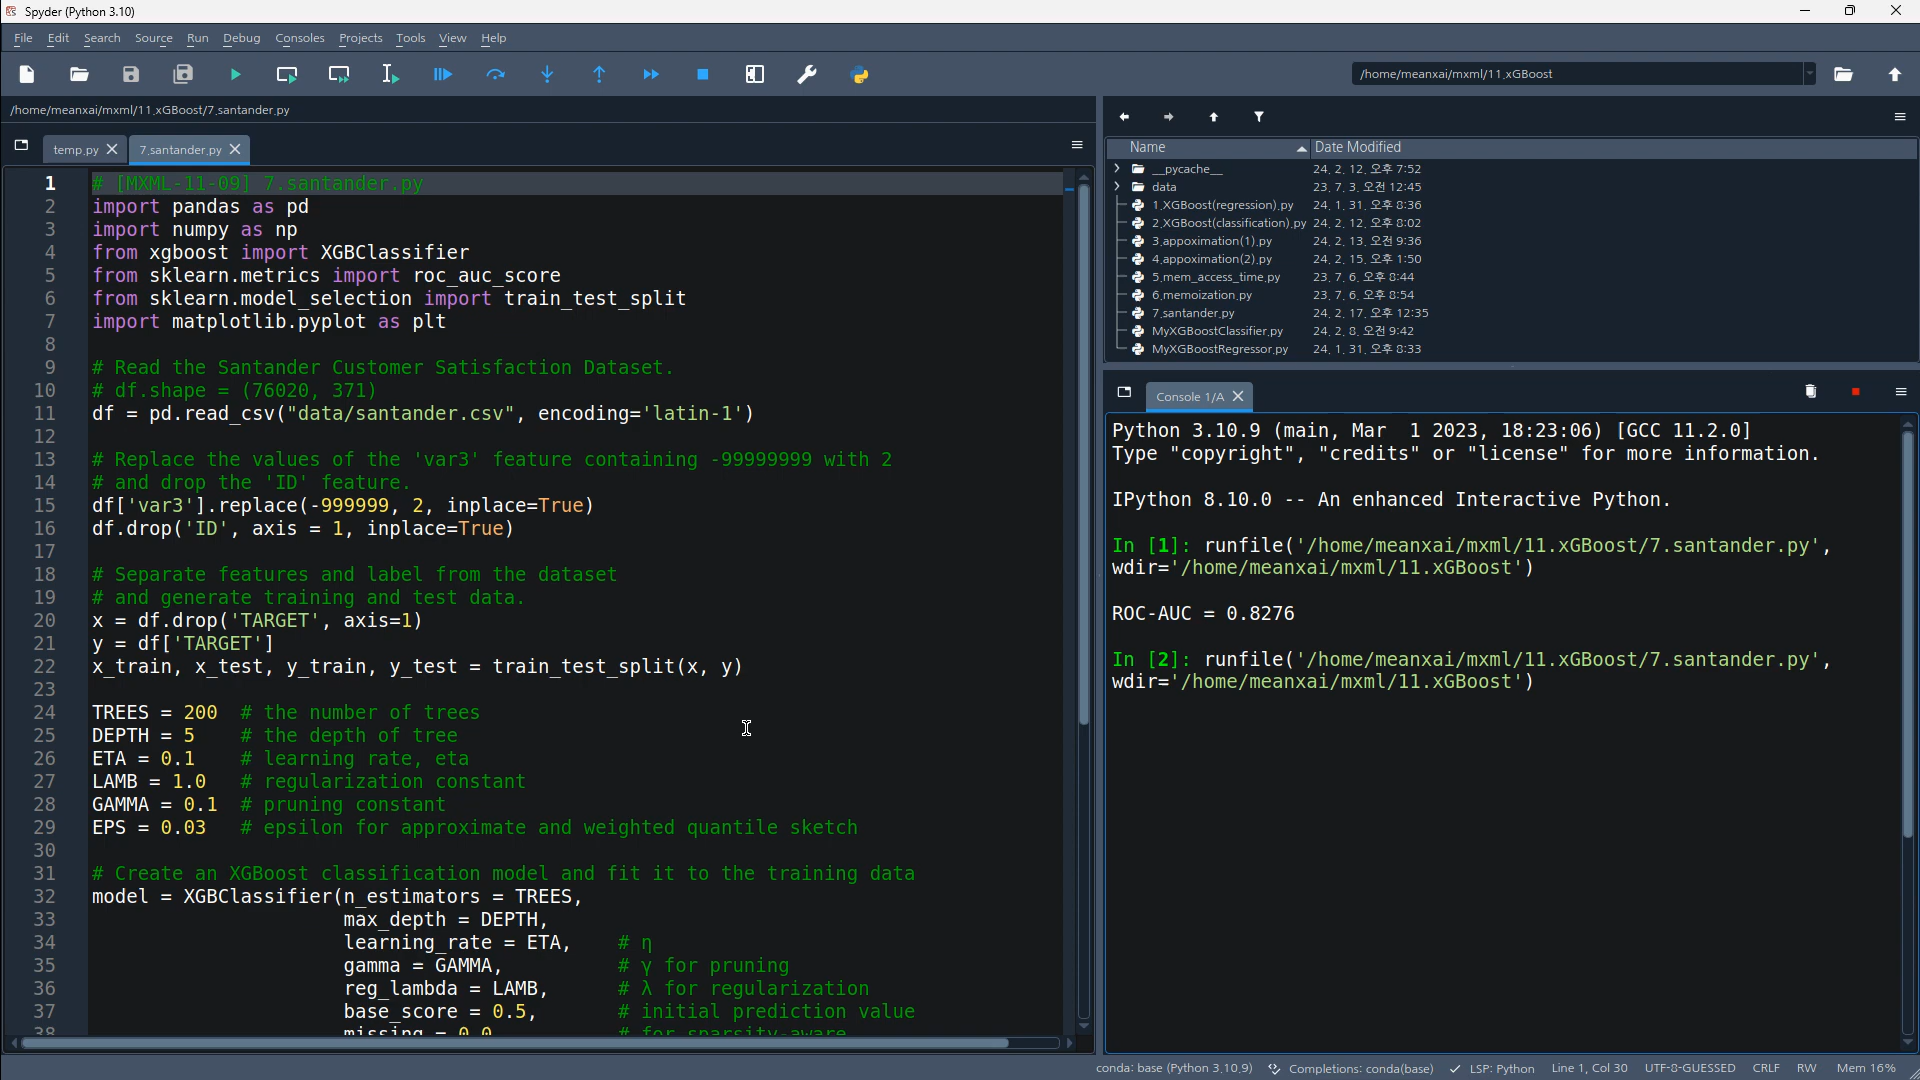 Spyder (Python 3.10)
File Edit Search Source Run Debug Consoles Projects Tools View Help
/home/meanxai/mxml/11.xGBoost
/home/meanxai/mxml/11.xGBoost/7.santander.py
temp.py 7.santander.py
1 # [MXML-11-09] 7.santander.py
2 import pandas as pd
3 import numpy as np
4 from xgboost import XGBClassifier
5 from sklearn.metrics import roc_auc_score
6 from sklearn.model_selection import train_test_split
7 import matplotlib.pyplot as plt
8
9 # Read the Santander Customer Satisfaction Dataset.
10 # df.shape = (76020, 371)
11 df = pd.read_csv("data/santander.csv", encoding='latin-1')
12
13 # Replace the values of the 'var3' feature containing -99999999 with 2
14 # and drop the 'ID' feature.
15 df['var3'].replace(-999999, 2, inplace=True)
16 df.drop('ID', axis = 1, inplace=True)
17
18 # Separate features and label from the dataset
19 # and generate training and test data.
20 x = df.drop('TARGET', axis=1)
21 y = df['TARGET']
22 x_train, x_test, y_train, y_test = train_test_split(x, y)
23
24 TREES = 200 # the number of trees
25 DEPTH = 5 # the depth of tree
26 ETA = 0.1 # learning rate, eta
27 LAMB = 1.0 # regularization constant
28 GAMMA = 0.1 # pruning constant
29 EPS = 0.03 # epsilon for approximate and weighted quantile sketch
30
31 # Create an XGBoost classification model and fit it to the training data
32 model = XGBClassifier(n_estimators = TREES,
33 max_depth = DEPTH,
34 learning_rate = ETA, # η
35 gamma = GAMMA, # γ for pruning
36 reg_lambda = LAMB, # λ for regularization
37 base_score = 0.5, # initial prediction value
38 missing = 0.0 # for sparsity-aware
Name Date Modified
__pycache__ 24. 2. 12. 오후 7:52
data 23. 7. 3. 오전 12:45
1.XGBoost(regression).py 24. 1. 31. 오후 8:36
2.XGBoost(classification).py 24. 2. 12. 오후 8:02
3.appoximation(1).py 24. 2. 13. 오전 9:36
4.appoximation(2).py 24. 2. 15. 오후 1:50
5.mem_access_time.py 23. 7. 6. 오후 8:44
6.memoization.py 23. 7. 6. 오후 8:54
7.santander.py 24. 2. 17. 오후 12:35
MyXGBoostClassifier.py 24. 2. 8. 오전 9:42
MyXGBoostRegressor.py 24. 1. 31. 오후 8:33
Console 1/A
Python 3.10.9 (main, Mar 1 2023, 18:23:06) [GCC 11.2.0]
Type "copyright", "credits" or "license" for more information.
IPython 8.10.0 -- An enhanced Interactive Python.
In [1]: runfile('/home/meanxai/mxml/11.xGBoost/7.santander.py',
wdir='/home/meanxai/mxml/11.xGBoost')
ROC-AUC = 0.8276
In [2]: runfile('/home/meanxai/mxml/11.xGBoost/7.santander.py',
wdir='/home/meanxai/mxml/11.xGBoost')
conda: base (Python 3.10.9) Completions: conda(base) LSP: Python Line 1, Col 30 UTF-8-GUESSED CRLF RW Mem 16%